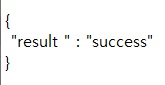 {
"result " : "success"
}